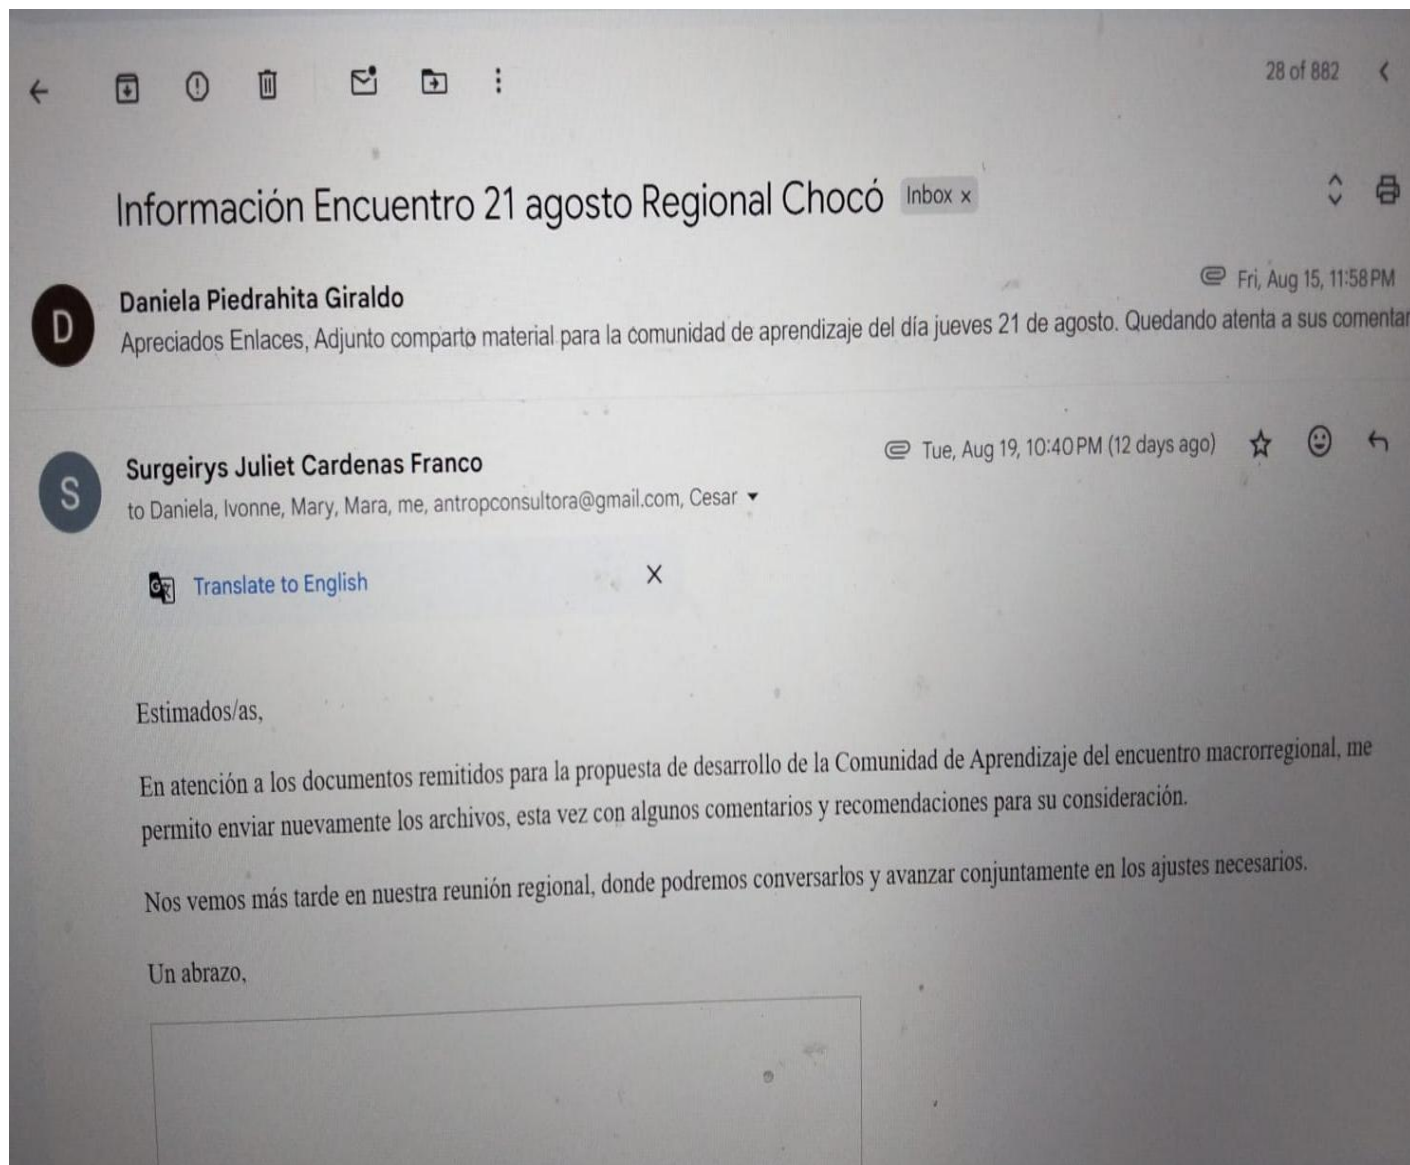 28 of 882
Información Encuentro 21 agosto Regional Chocó Inbox x
D
Daniela Piedrahita Giraldo
Fri, Aug 15, 11:58 PM
Apreciados Enlaces, Adjunto comparto material para la comunidad de aprendizaje del día jueves 21 de agosto. Quedando atenta a sus comentar
S
Surgeirys Juliet Cardenas Franco
Tue, Aug 19, 10:40 PM (12 days ago)
to Daniela, Ivonne, Mary, Mara, me, antropconsultora@gmail.com, Cesar
Translate to English X
Estimados/as,
En atención a los documentos remitidos para la propuesta de desarrollo de la Comunidad de Aprendizaje del encuentro macrorregional, me
permito enviar nuevamente los archivos, esta vez con algunos comentarios y recomendaciones para su consideración.
Nos vemos más tarde en nuestra reunión regional, donde podremos conversarlos y avanzar conjuntamente en los ajustes necesarios.
Un abrazo,